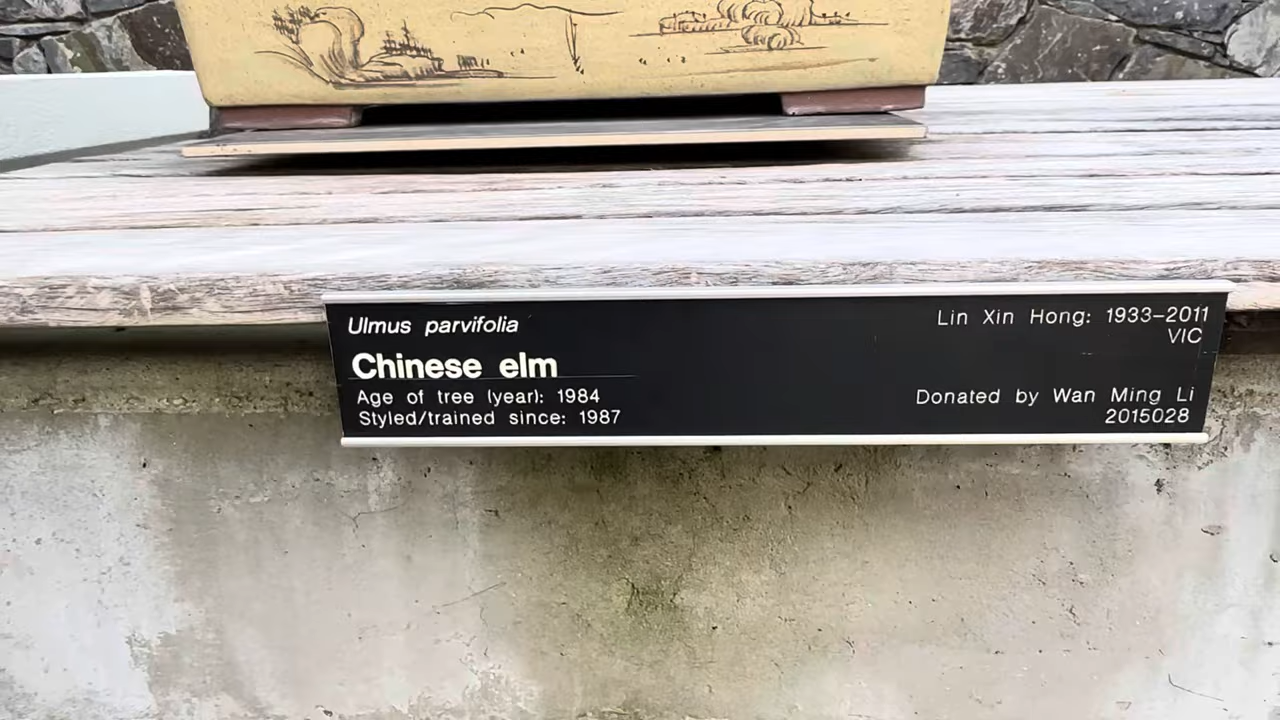 Ulmus parvifolia
Chinese elm
Age of tree (year): 1984
Styled/trained since: 1987
Lin Xin Hong: 1933–2011
VIC
Donated by Wan Ming Li
2015028